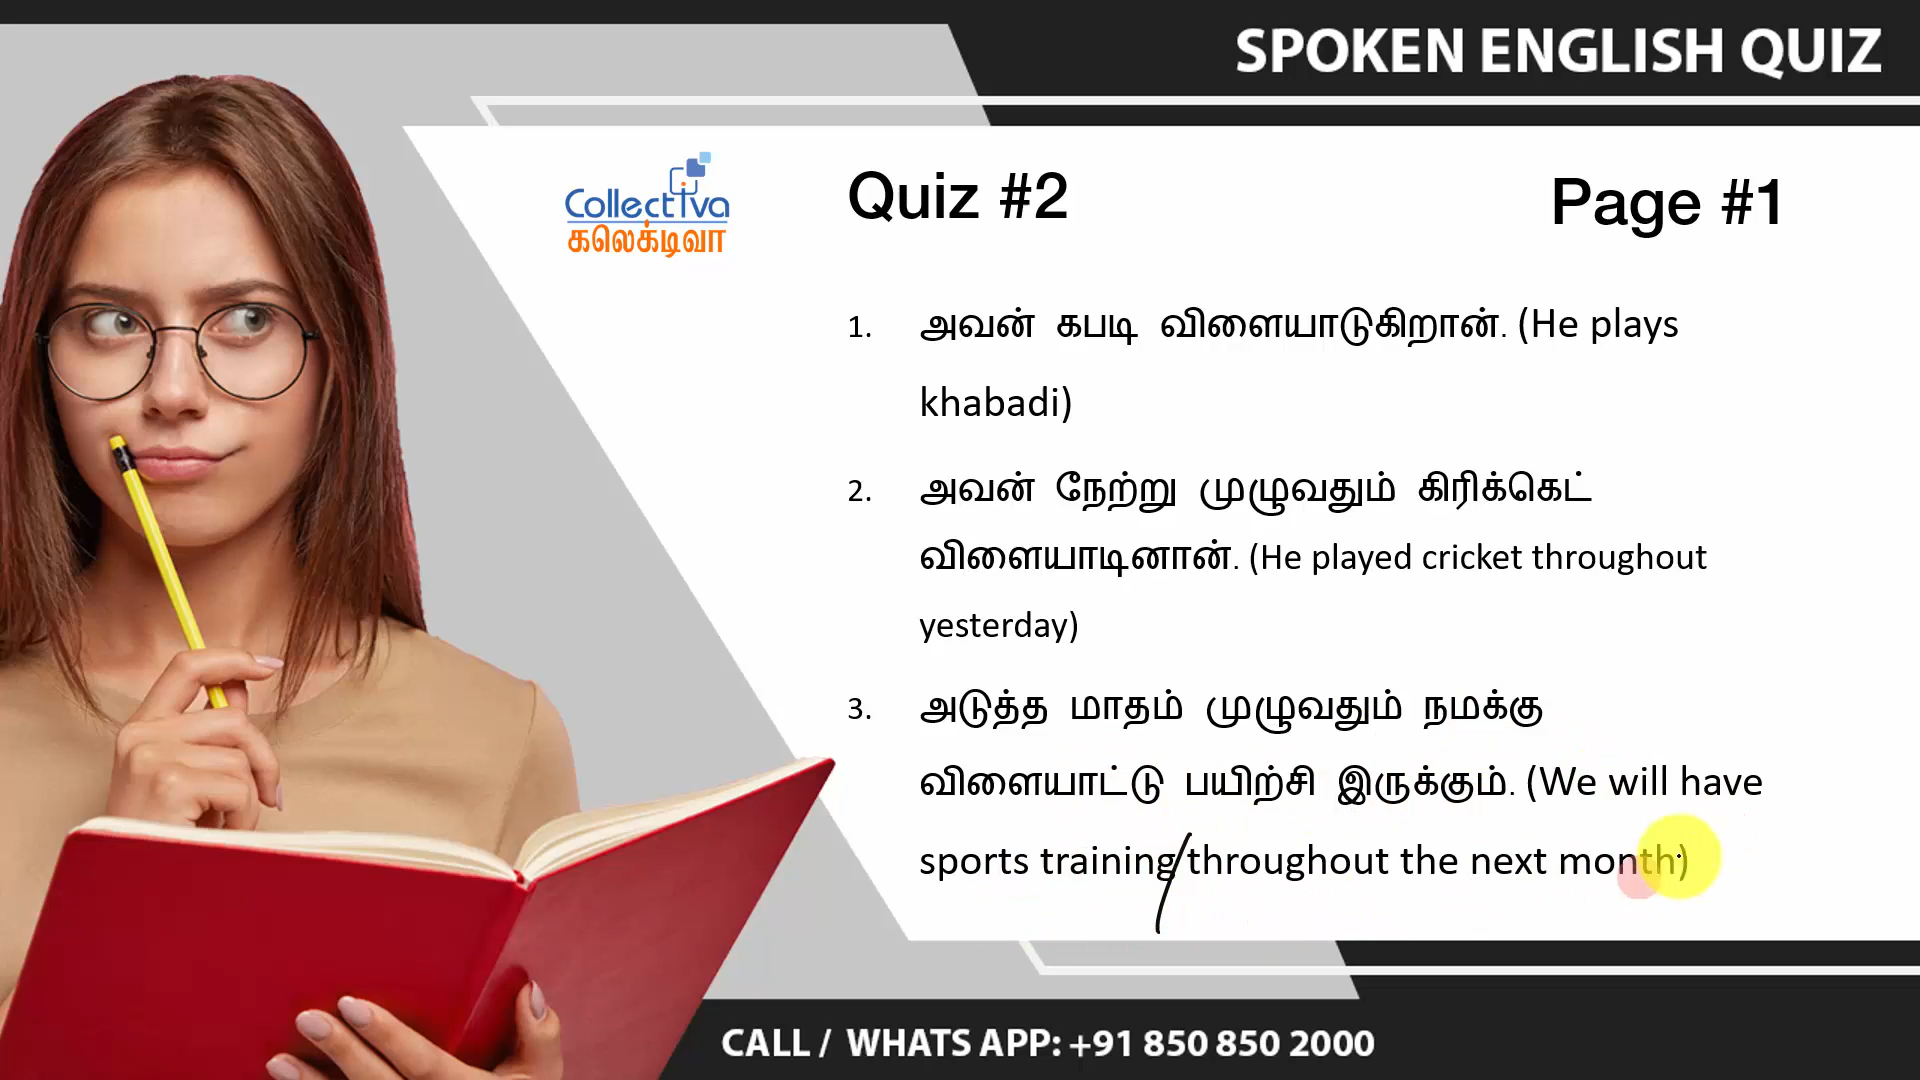 SPOKEN ENGLISH QUIZ
Collectiva
கலெக்டிவா
Quiz #2
Page #1
1. அவன் கபடி விளையாடுகிறான். (He plays
khabadi)
2. அவன் நேற்று முழுவதும் கிரிக்கெட்
விளையாடினான். (He played cricket throughout
yesterday)
3. அடுத்த மாதம் முழுவதும் நமக்கு
விளையாட்டு பயிற்சி இருக்கும். (We will have
sports training throughout the next month)
CALL / WHATS APP: +91 850 850 2000